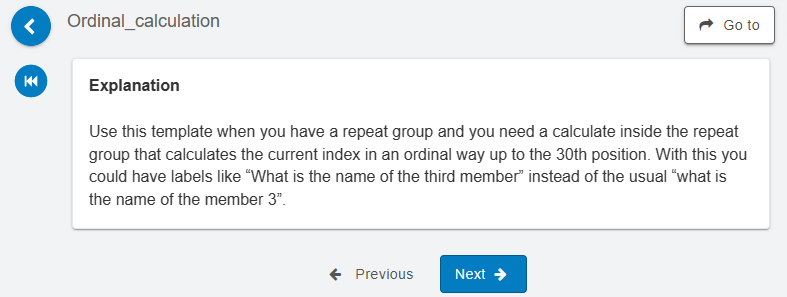 Ordinal_calculation
Go to
Explanation
Use this template when you have a repeat group and you need a calculate inside the repeat
group that calculates the current index in an ordinal way up to the 30th position. With this you
could have labels like “What is the name of the third member” instead of the usual “what is
the name of the member 3”.
Previous
Next